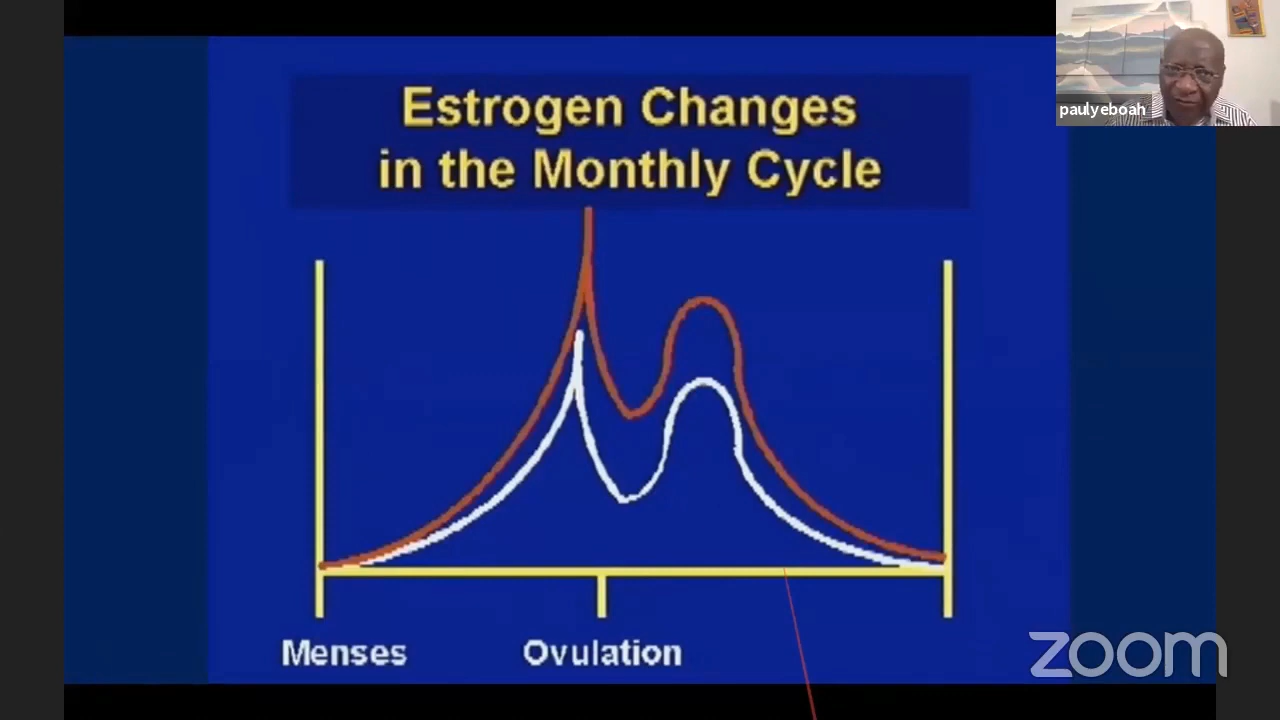 Estrogen Changes
in the Monthly Cycle
paulyeboah
Menses
Ovulation
zoom